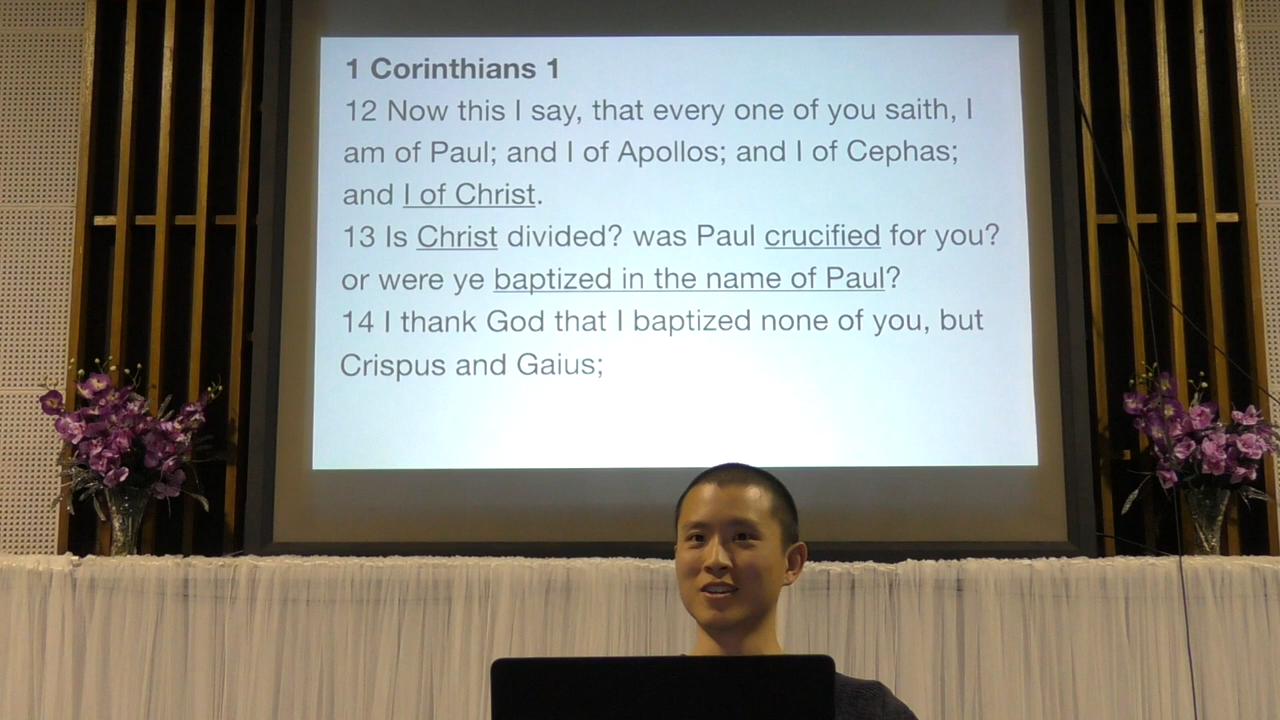 1 Corinthians 1
12 Now this I say, that every one of you saith, I
am of Paul; and I of Apollos; and I of Cephas;
and I of Christ.
13 Is Christ divided? was Paul crucified for you?
or were ye baptized in the name of Paul?
14 I thank God that I baptized none of you, but
Crispus and Gaius;